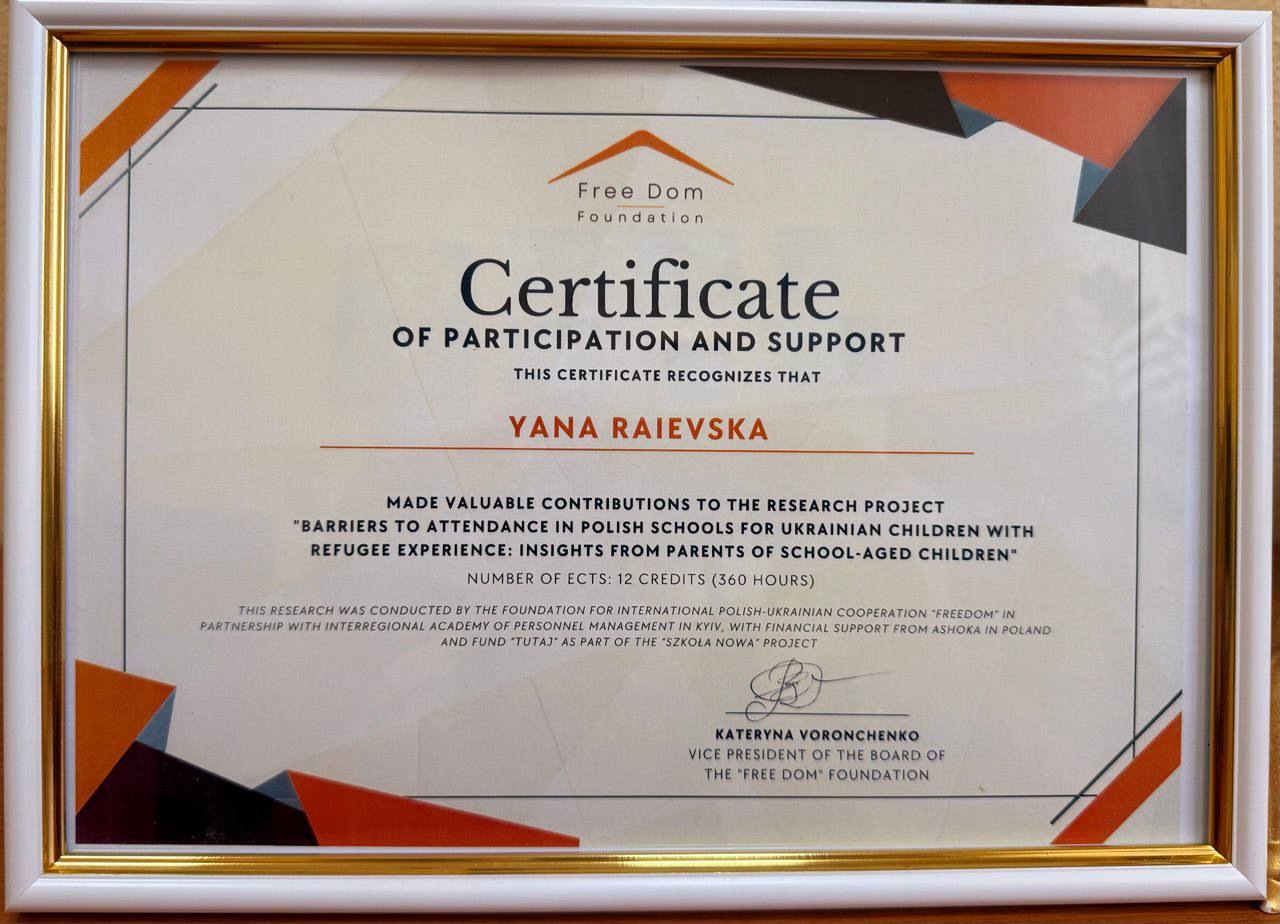 Free Dom
Foundation
Certificate
OF PARTICIPATION AND SUPPORT
THIS CERTIFICATE RECOGNIZES THAT
YANA RAIEVSKA
MADE VALUABLE CONTRIBUTIONS TO THE RESEARCH PROJECT
"BARRIERS TO ATTENDANCE IN POLISH SCHOOLS FOR UKRAINIAN CHILDREN WITH
REFUGEE EXPERIENCE: INSIGHTS FROM PARENTS OF SCHOOL-AGED CHILDREN"
NUMBER OF ECTS: 12 CREDITS (360 HOURS)
THIS RESEARCH WAS CONDUCTED BY THE FOUNDATION FOR INTERNATIONAL POLISH-UKRAINIAN COOPERATION "FREEDOM" IN
PARTNERSHIP WITH INTERREGIONAL ACADEMY OF PERSONNEL MANAGEMENT IN KYIV, WITH FINANCIAL SUPPORT FROM ASHOKA IN POLAND
AND FUND "TUTAJ" AS PART OF THE "SZKOŁA NOWA" PROJECT
KATERYNA VORONCHENKO
VICE PRESIDENT OF THE BOARD OF
THE "FREE DOM" FOUNDATION